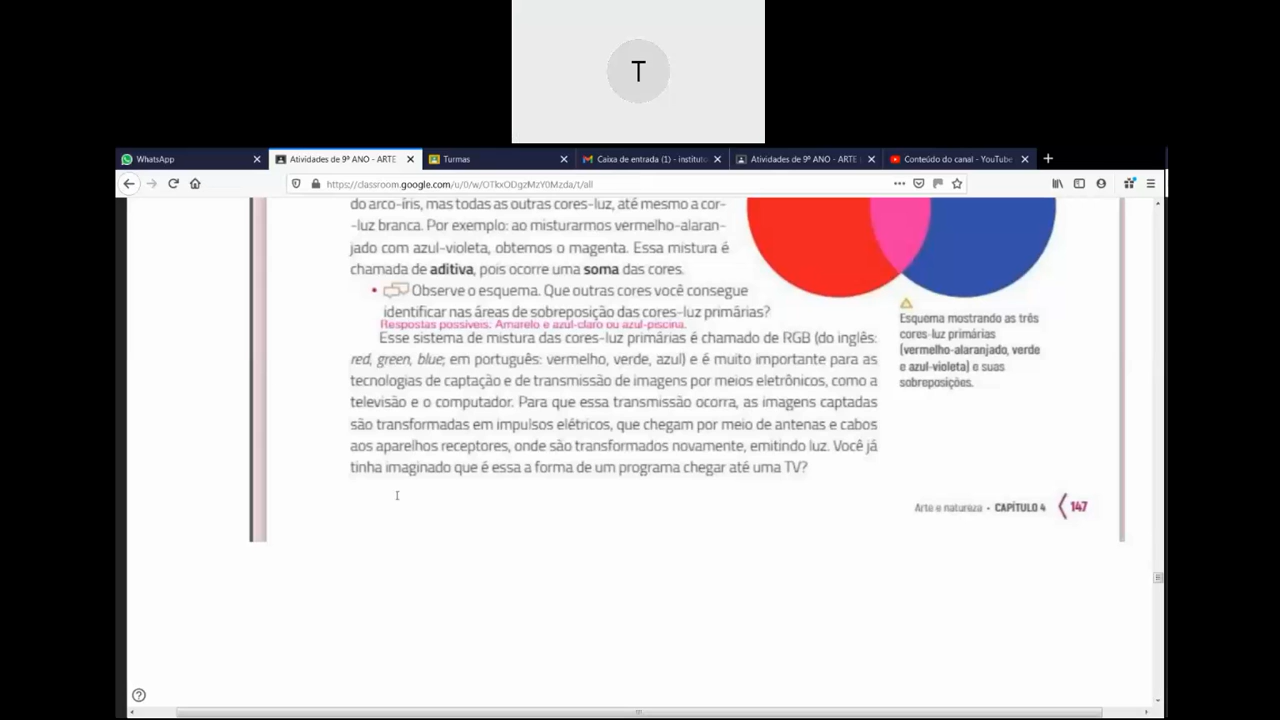 T
WhatsApp
Atividades de 9º ANO - ARTE
Turmas
Caixa de entrada (1) - instituto
Atividades de 9º ANO - ARTE
Conteúdo do canal - YouTube
https://classroom.google.com/u/0/w/OTkxODgzMzY0Mzda/t/all
do arco-íris, mas todas as outras cores-luz, até mesmo a cor-
-luz branca. Por exemplo: ao misturarmos vermelho-alaran-
jado com azul-violeta, obtemos o magenta. Essa mistura é
chamada de aditiva, pois ocorre uma soma das cores.
• Observe o esquema. Que outras cores você consegue
identificar nas áreas de sobreposição das cores-luz primárias?
Respostas possíveis: Amarelo e azul-claro ou azul-piscina.
Esse sistema de mistura das cores-luz primárias é chamado de RGB (do inglês:
red, green, blue; em português: vermelho, verde, azul) e é muito importante para as
tecnologias de captação e de transmissão de imagens por meios eletrônicos, como a
televisão e o computador. Para que essa transmissão ocorra, as imagens captadas
são transformadas em impulsos elétricos, que chegam por meio de antenas e cabos
aos aparelhos receptores, onde são transformados novamente, emitindo luz. Você já
tinha imaginado que é essa a forma de um programa chegar até uma TV?
Esquema mostrando as três
cores-luz primárias
(vermelho-alaranjado, verde
e azul-violeta) e suas
sobreposições.
Arte e natureza • CAPÍTULO 4 147